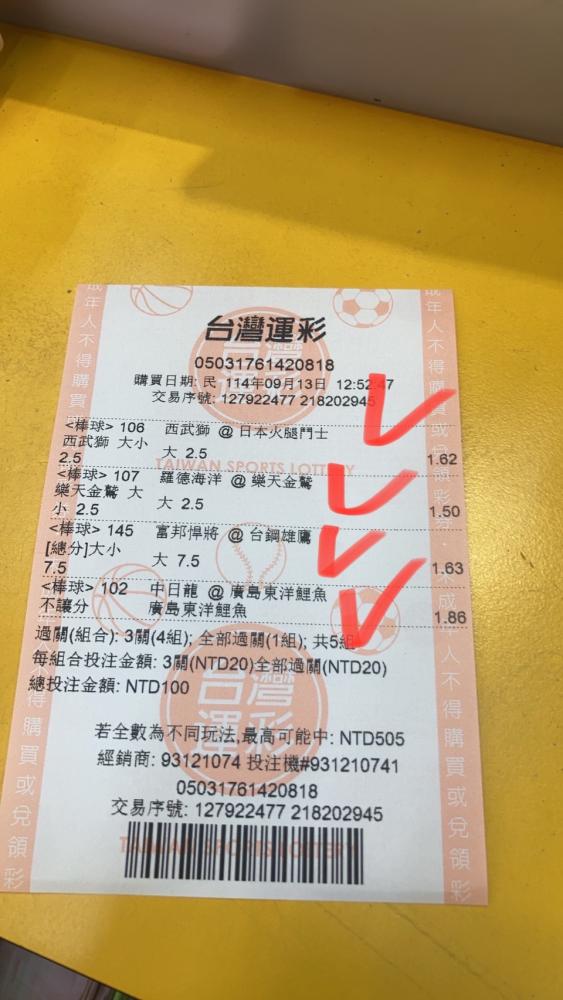 台灣運彩
05031761420818
購買日期: 民 114年09月13日 12:52:47
交易序號: 127922477 218202945
<棒球> 106 西武獅 @ 日本火腿鬥士
西武獅 大小 大 2.5
2.5 1.62
TAIWAN SPORTS LOTTERY
<棒球> 107 羅德海洋 @ 樂天金鷲
樂天金鷲 大 大 2.5
小 2.5 1.50
<棒球> 145 富邦悍將 @ 台鋼雄鷹
[總分]大小 大 7.5
7.5 1.63
<棒球> 102 中日龍 @ 廣島東洋鯉魚
不讓分 廣島東洋鯉魚 1.86
過關(組合): 3關(4組); 全部過關(1組); 共5組
每組合投注金額: 3關(NTD20)全部過關(NTD20)
總投注金額: NTD100
台灣
運彩
若全數為不同玩法,最高可能中: NTD505
經銷商: 93121074 投注機#931210741
05031761420818
交易序號: 127922477 218202945
成年人不得購買
得購買或兌領彩
人不得購買或兌領彩